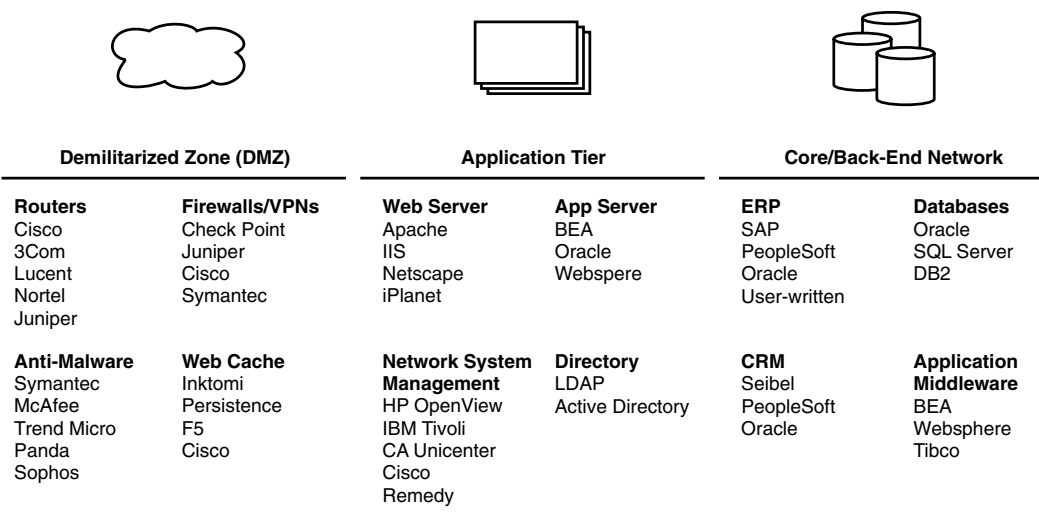 Demilitarized Zone (DMZ)
Routers
Cisco
3Com
Lucent
Nortel
Juniper
Firewalls/VPNs
Check Point
Juniper
Cisco
Symantec
Anti-Malware
Symantec
McAfee
Trend Micro
Panda
Sophos
Web Cache
Inktomi
Persistence
F5
Cisco
Application Tier
Web Server
Apache
IIS
Netscape
iPlanet
App Server
BEA
Oracle
Webspere
Network System
Management
HP OpenView
IBM Tivoli
CA Unicenter
Cisco
Remedy
Directory
LDAP
Active Directory
Core/Back-End Network
ERP
SAP
PeopleSoft
Oracle
User-written
Databases
Oracle
SQL Server
DB2
CRM
Seibel
PeopleSoft
Oracle
Application
Middleware
BEA
Websphere
Tibco